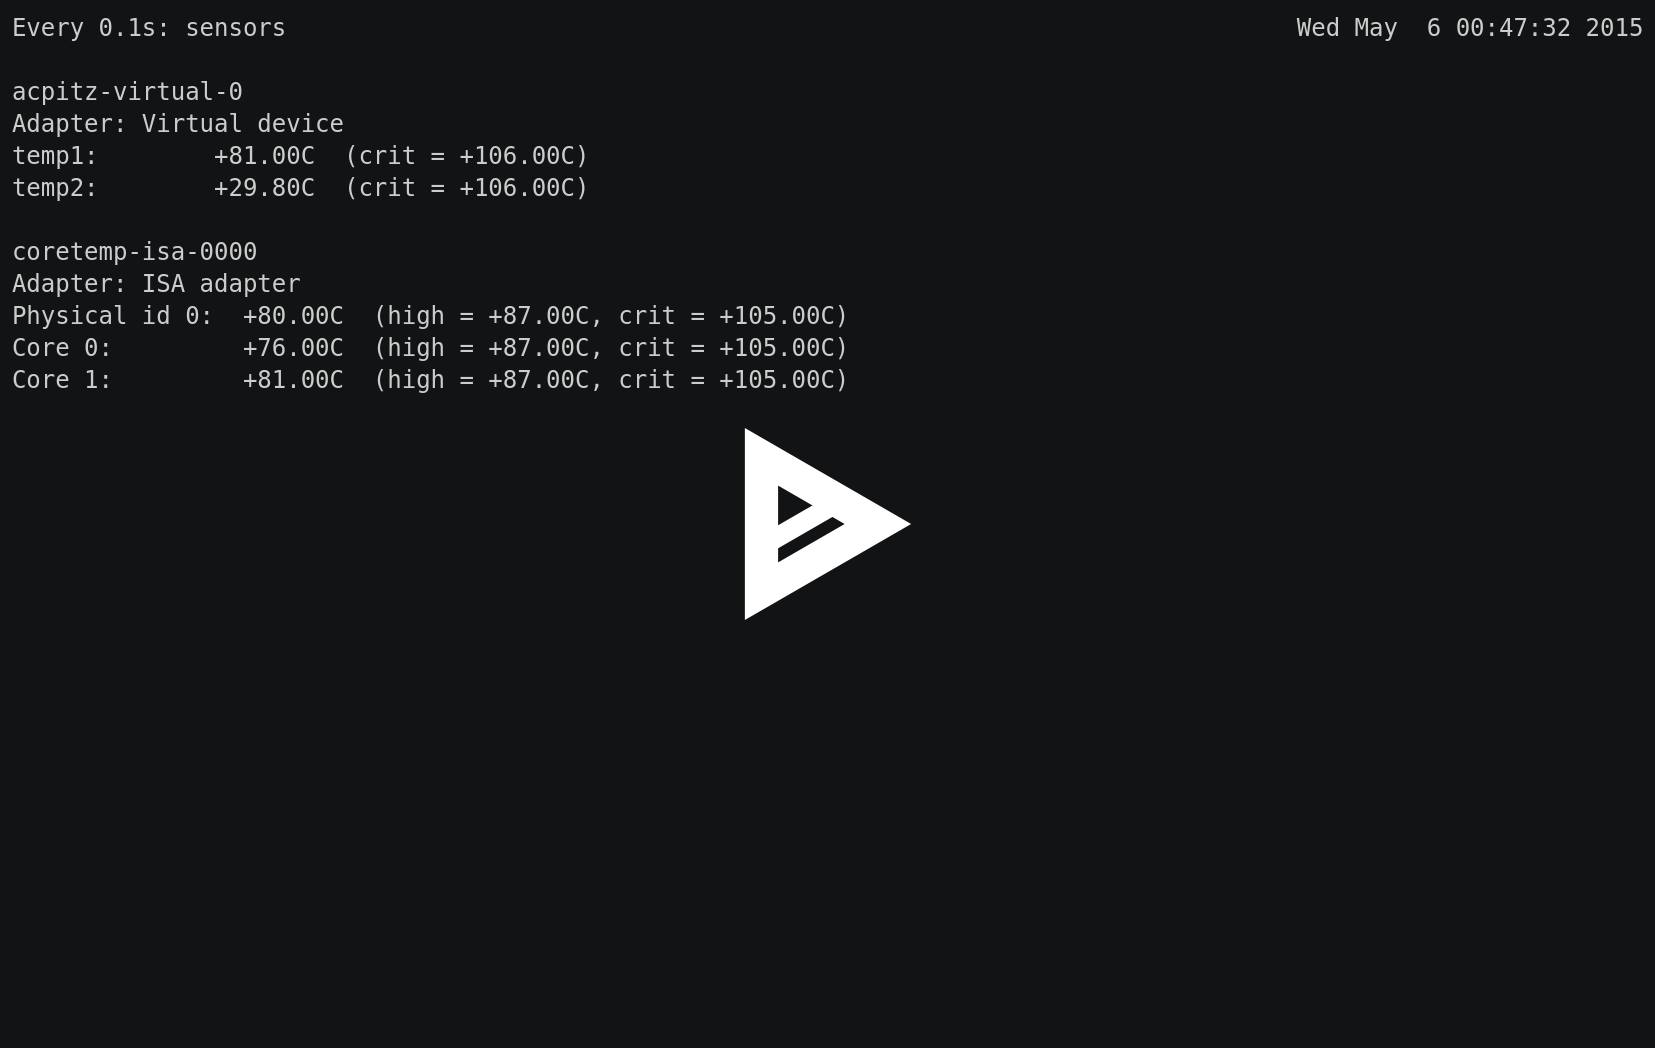 Every 0.1s: sensors                                                                      Wed May  6 00:47:32 2015
acpitz-virtual-0
Adapter: Virtual device
temp1:        +81.00C  (crit = +106.00C)
temp2:        +29.80C  (crit = +106.00C)
coretemp-isa-0000
Adapter: ISA adapter
Physical id 0:  +80.00C  (high = +87.00C, crit = +105.00C)
Core 0:         +76.00C  (high = +87.00C, crit = +105.00C)
Core 1:         +81.00C  (high = +87.00C, crit = +105.00C)